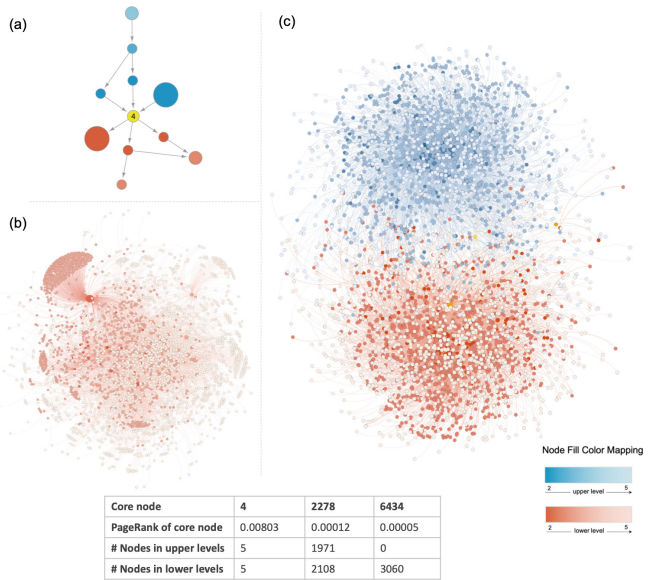 (a)
4
(b)
(c)
Node Fill Color Mapping
2 5
upper level
2 5
lower level
Core node 4 2278 6434
PageRank of core node 0.00803 0.00012 0.00005
# Nodes in upper levels 5 1971 0
# Nodes in lower levels 5 2108 3060